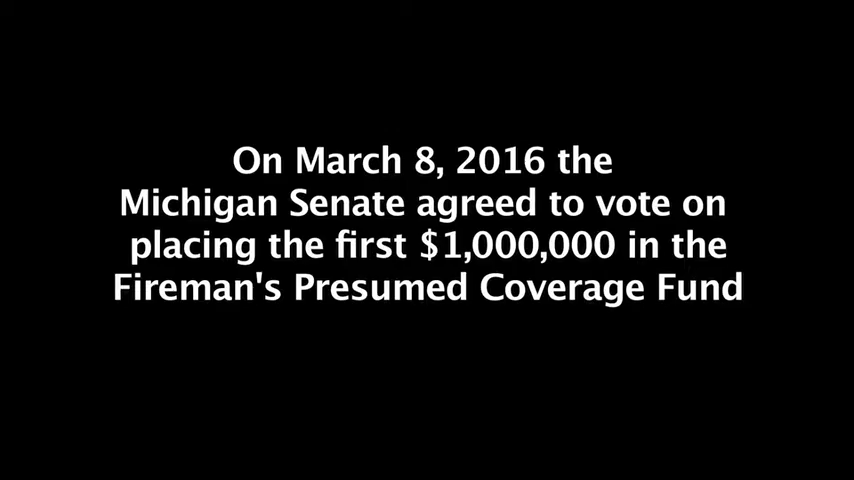 On March 8, 2016 the
Michigan Senate agreed to vote on
placing the first $1,000,000 in the
Fireman's Presumed Coverage Fund